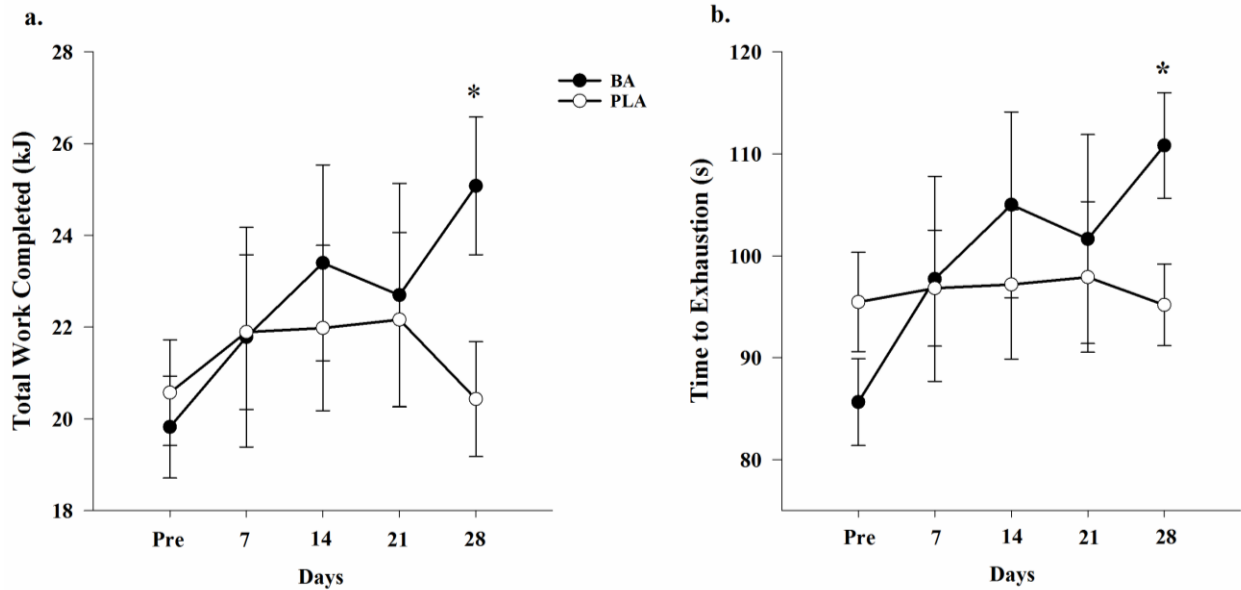 a.
Total Work Completed (kJ)
28
26
24
22
20
18
*
Pre 7 14 21 28
Days
BA
PLA
b.
Time to Exhaustion (s)
120
110
100
90
80
*
Pre 7 14 21 28
Days